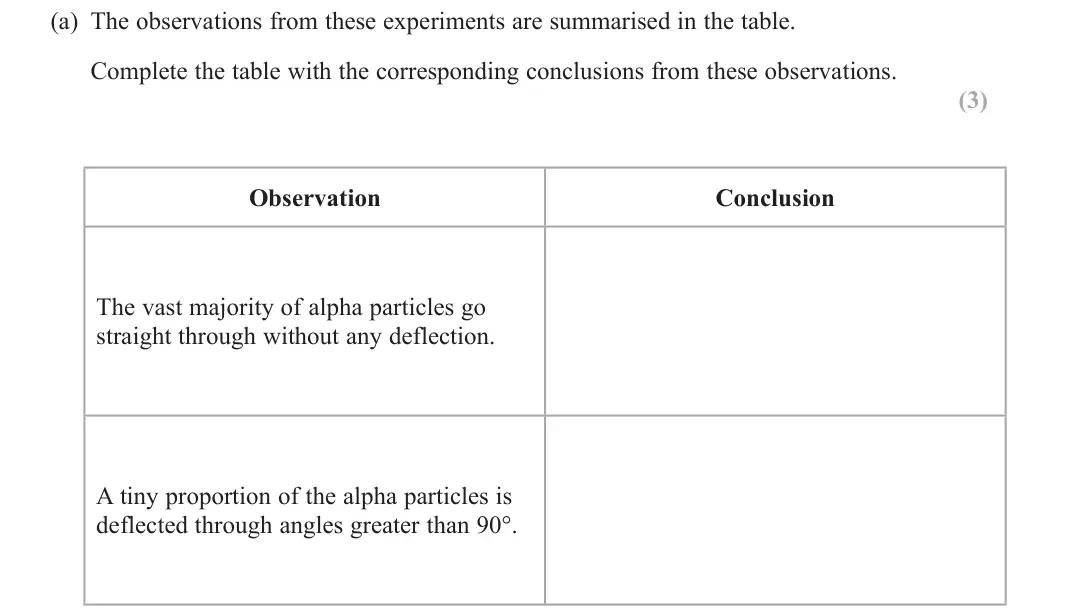 (a) The observations from these experiments are summarised in the table.
Complete the table with the corresponding conclusions from these observations.
(3)
Observation
Conclusion
The vast majority of alpha particles go
straight through without any deflection.
A tiny proportion of the alpha particles is
deflected through angles greater than 90°.